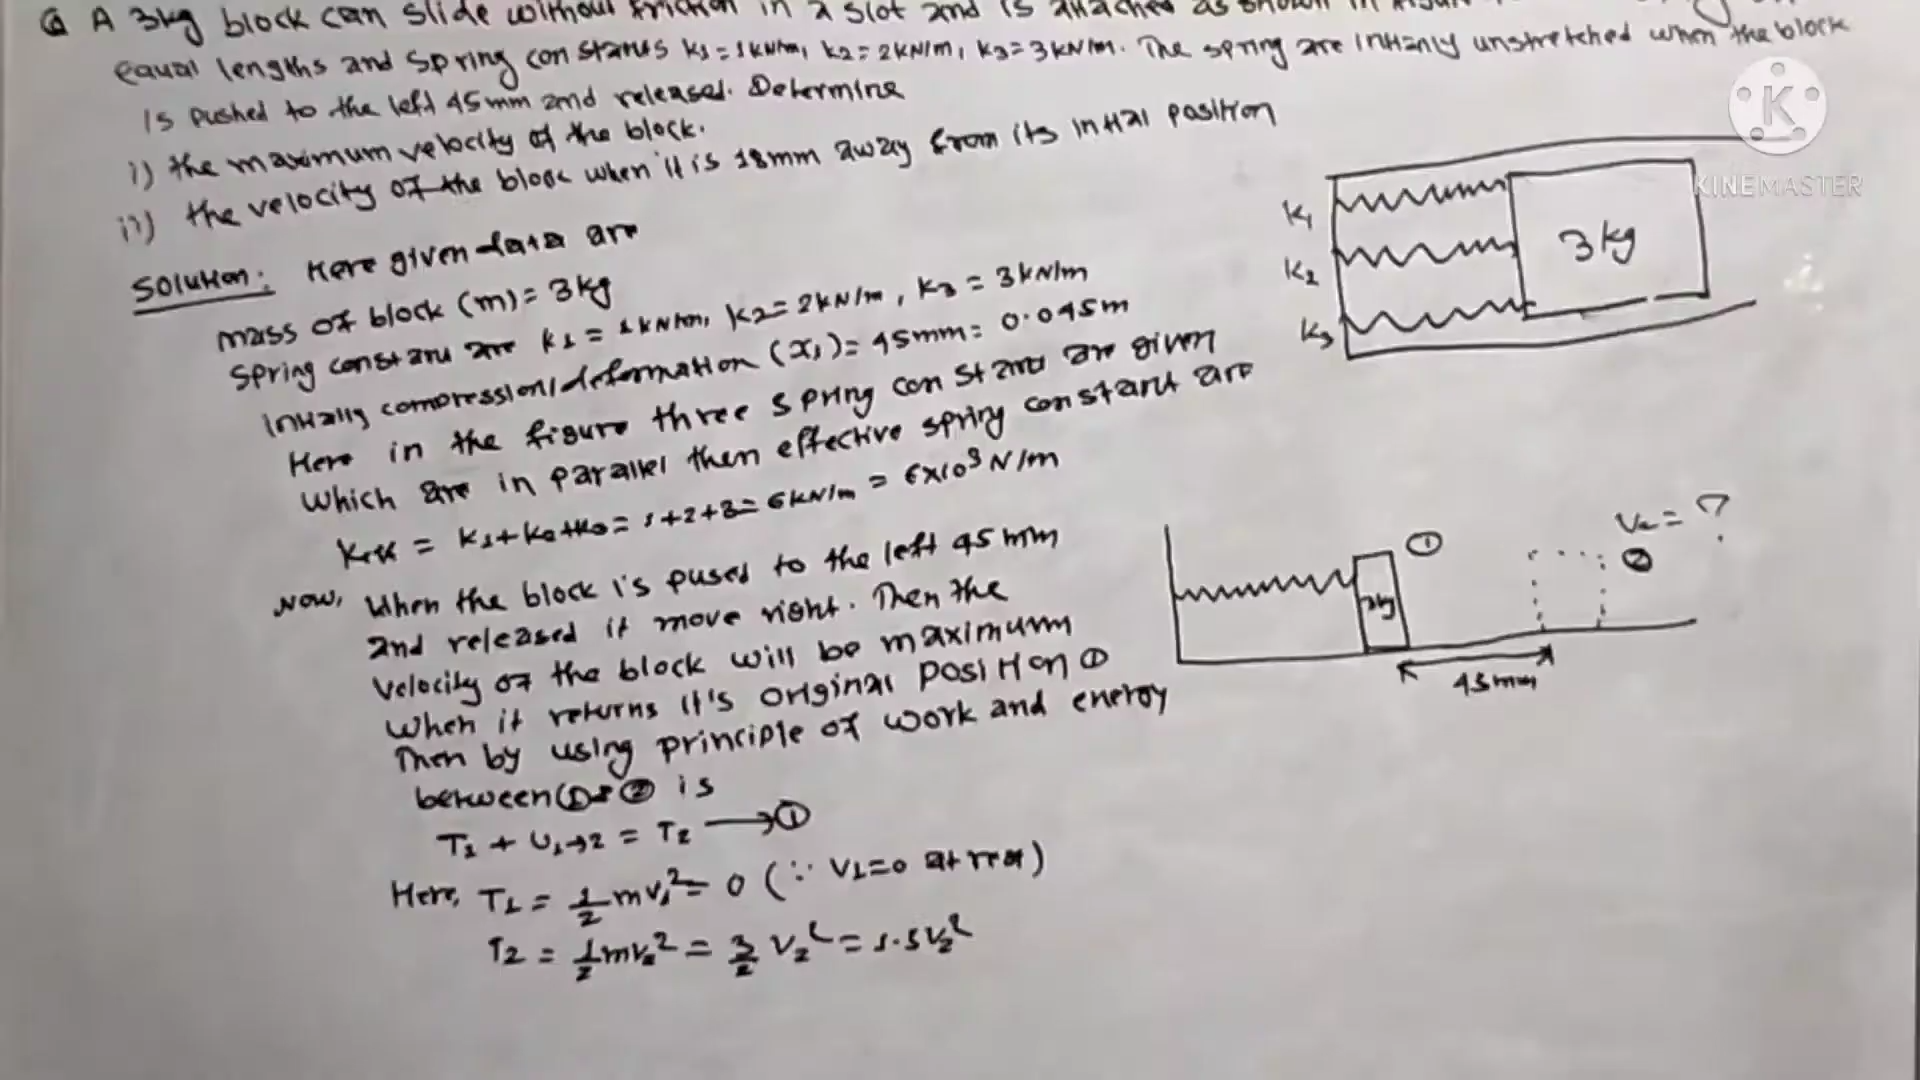 Q A 3kg block can slide without friction in a slot and is attached as shown in
equal lengths and spring constants K1 = 1kN/m, K2 = 2kN/m, K3 = 3kN/m. The spring are initially unstretched when the block
is pushed to the left 45mm and released. Determine
i) the maximum velocity of the block.
ii) the velocity of the block when it is 18mm away from its initial position
KINEMASTER
K
K1
K2
K3
3kg
Solution: Here given data are
mass of block (m) = 3kg
Spring constant are K1 = 1kN/m, K2 = 2kN/m, K3 = 3kN/m
initially compression/deformation (x1) = 45mm = 0.045m
Here in the figure three spring constant are given
which are in parallel then effective spring constant are
Keff = K1+K2+K3 = 1+2+3 = 6kN/m = 6x10³ N/m
Now, When the block is pused to the left 45mm
and released it move right. Then the
velocity of the block will be maximum
when it returns it's original position ①
Then by using principle of work and energy
between ① & ② is
T1 + U1→2 = T2 → ①
Here, T1 = 1/2 mv1² = 0 (∵ V1=0 at rest)
T2 = 1/2 mv2² = 3/2 V2² = 1.5V2²
①
V2 = ?
②
3kg
45mm